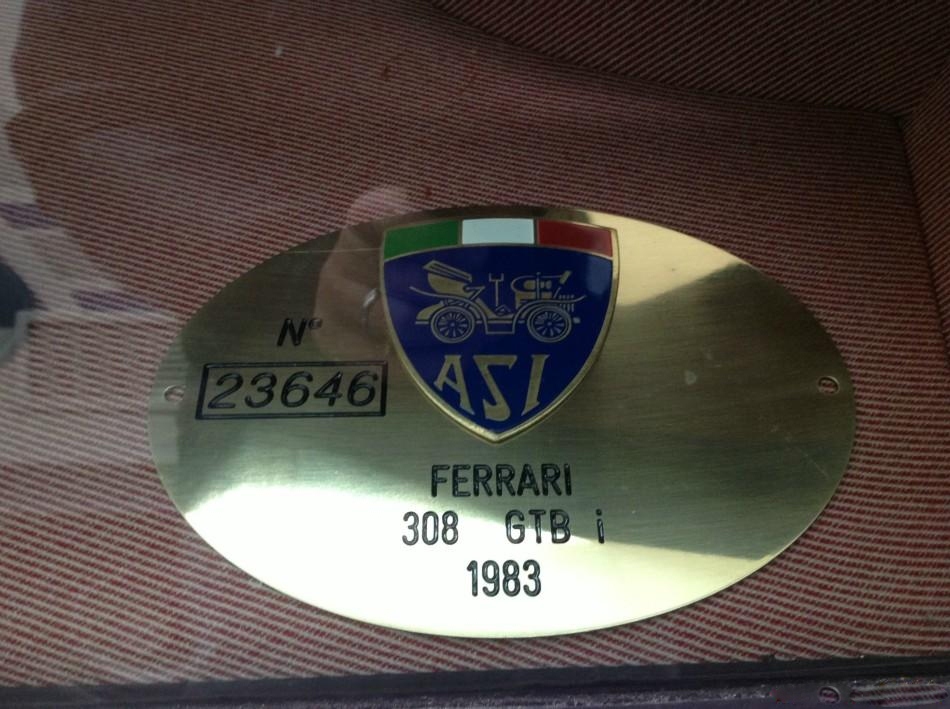 N°
23646
ASI
FERRARI
308 GTB i
1983